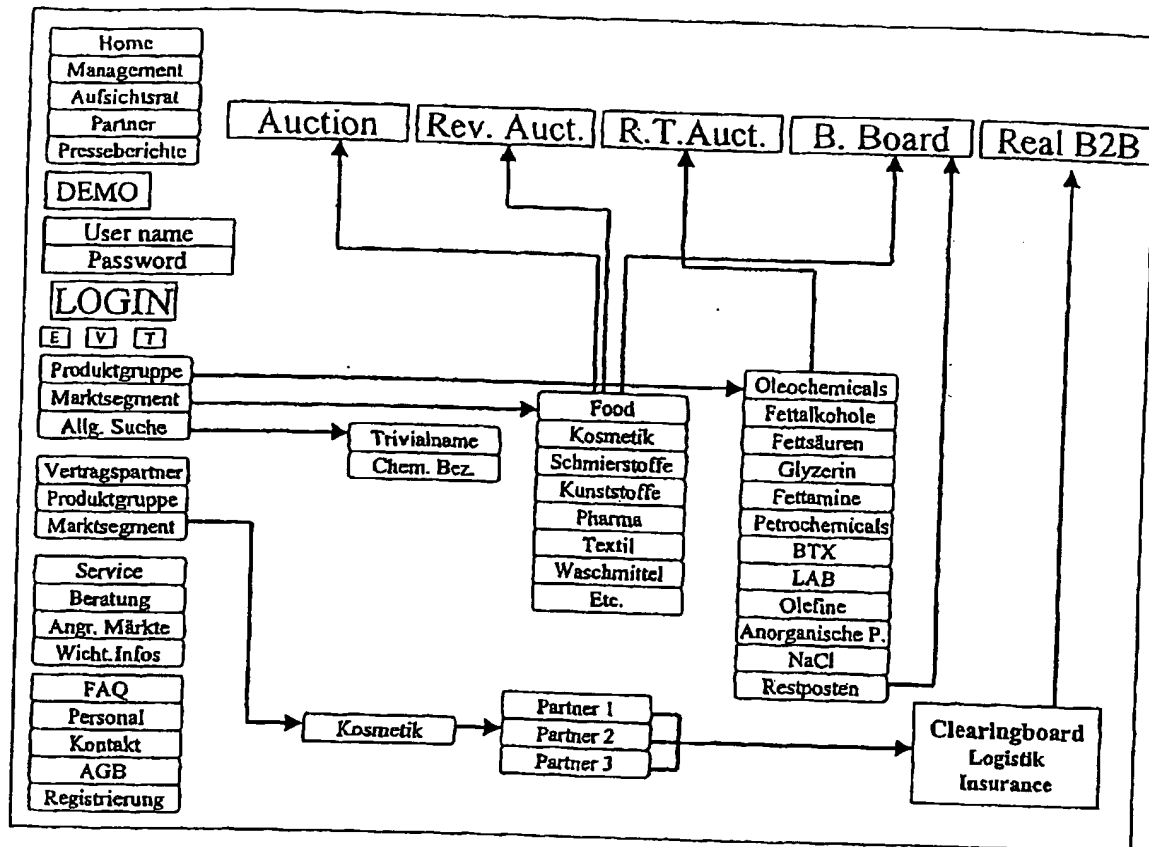 Home
Management
Aufsichtsrat
Partner
Presseberichte
DEMO
User name
Password
LOGIN
E V T
Produktgruppe
Marktsegment
Allg. Suche
Vertragspartner
Produktgruppe
Marktsegment
Service
Beratung
Angr. Märkte
Wicht.Infos
FAQ
Personal
Kontakt
AGB
Registrierung
Auction
Rev. Auct.
R.T.Auct.
B. Board
Real B2B
Trivialname
Chem. Bez.
Food
Kosmetik
Schmierstoffe
Kunststoffe
Pharma
Textil
Waschmittel
Etc.
Oleochemicals
Fettalkohole
Fettsäuren
Glyzerin
Fettamine
Petrochemicals
BTX
LAB
Olefine
Anorganische P.
NaCl
Restposten
Kosmetik
Partner 1
Partner 2
Partner 3
Clearingboard
Logistik
Insurance